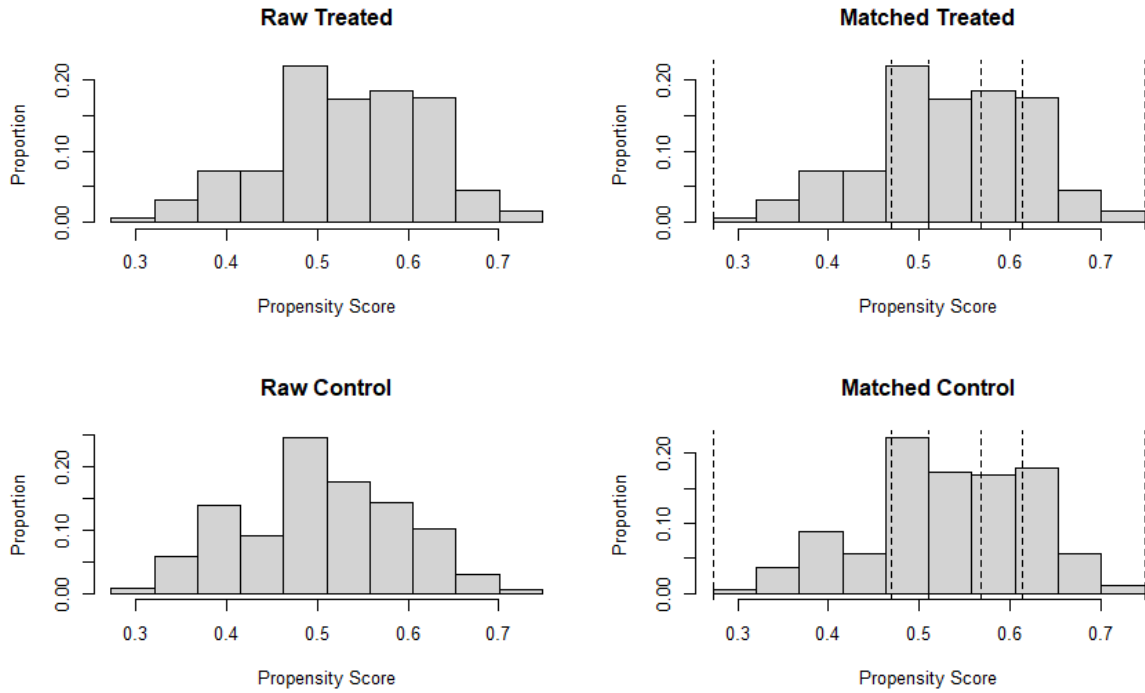 Raw Treated
Proportion
0.00 0.10 0.20
0.3 0.4 0.5 0.6 0.7
Propensity Score
Matched Treated
Proportion
0.00 0.10 0.20
0.3 0.4 0.5 0.6 0.7
Propensity Score
Raw Control
Proportion
0.00 0.10 0.20
0.3 0.4 0.5 0.6 0.7
Propensity Score
Matched Control
Proportion
0.00 0.10 0.20
0.3 0.4 0.5 0.6 0.7
Propensity Score